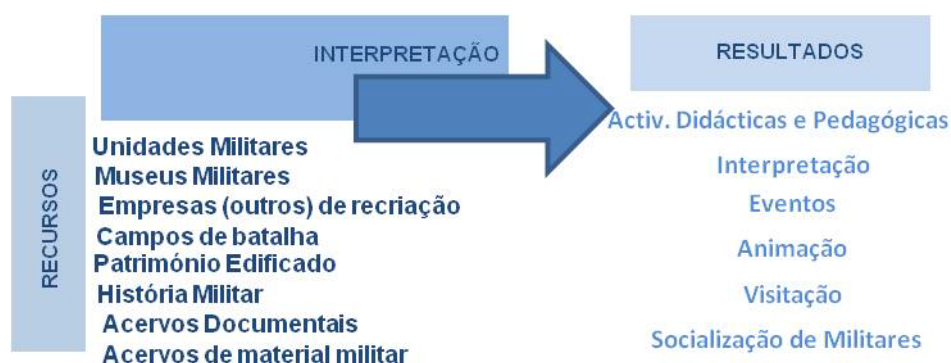 INTERPRETAÇÃO
RESULTADOS
RECURSOS
Unidades Militares
Museus Militares
Empresas (outros) de recriação
Campos de batalha
Património Edificado
História Militar
Acervos Documentais
Acervos de material militar
Activ. Didácticas e Pedagógicas
Interpretação
Eventos
Animação
Visitação
Socialização de Militares